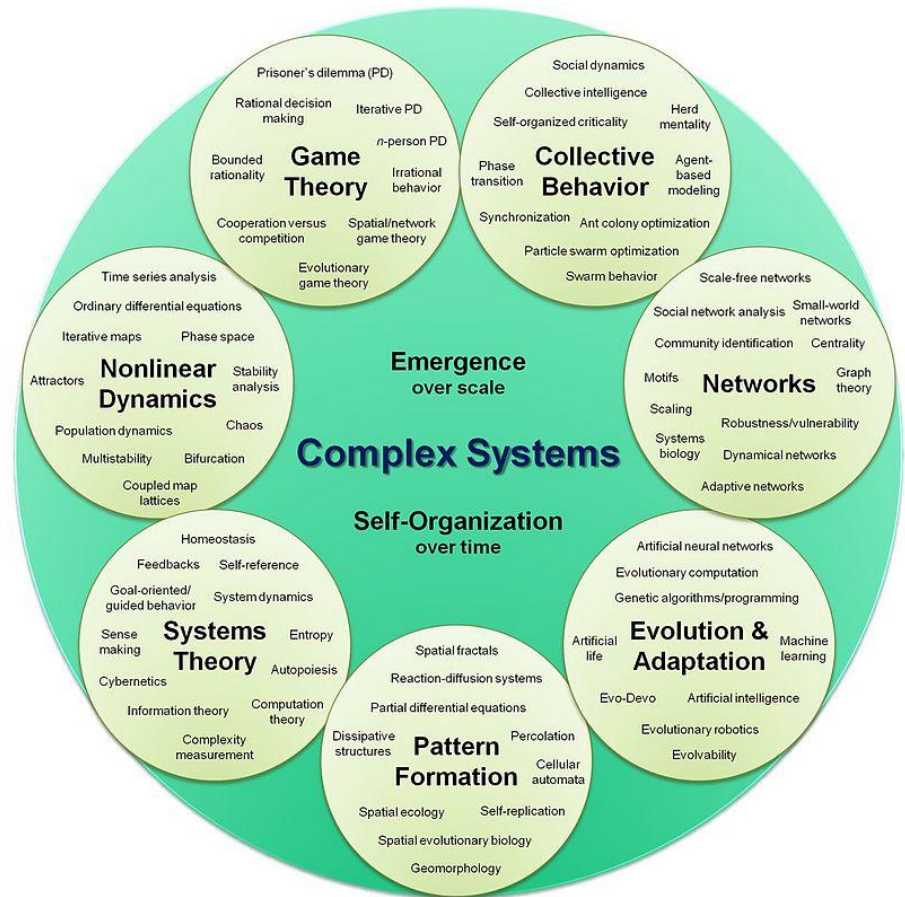 Prisoner's dilemma (PD)
Rational decision
making
Iterative PD
n-person PD
Bounded
rationality
Game
Theory
Irrational
behavior
Cooperation versus
competition
Spatial/network
game theory
Evolutionary
game theory
Social dynamics
Collective intelligence
Self-organized criticality
Herd
mentality
Phase
transition
Collective
Behavior
Agent-
based
modeling
Synchronization
Ant colony optimization
Particle swarm optimization
Swarm behavior
Time series analysis
Ordinary differential equations
Iterative maps
Phase space
Attractors
Nonlinear
Dynamics
Stability
analysis
Population dynamics
Chaos
Multistability
Bifurcation
Coupled map
lattices
Emergence
over scale
Complex Systems
Self-Organization
over time
Scale-free networks
Social network analysis
Small-world
networks
Community identification
Centrality
Motifs
Networks
Graph
theory
Scaling
Robustness/vulnerability
Systems
biology
Dynamical networks
Adaptive networks
Homeostasis
Feedbacks
Self-reference
Goal-oriented/
guided behavior
System dynamics
Sense
making
Systems
Theory
Entropy
Cybernetics
Autopoiesis
Information theory
Computation
theory
Complexity
measurement
Spatial fractals
Reaction-diffusion systems
Partial differential equations
Dissipative
structures
Pattern
Formation
Percolation
Cellular
automata
Spatial ecology
Self-replication
Spatial evolutionary biology
Geomorphology
Artificial neural networks
Evolutionary computation
Genetic algorithms/programming
Artificial
life
Evolution &
Adaptation
Machine
learning
Evo-Devo
Artificial intelligence
Evolutionary robotics
Evolvability